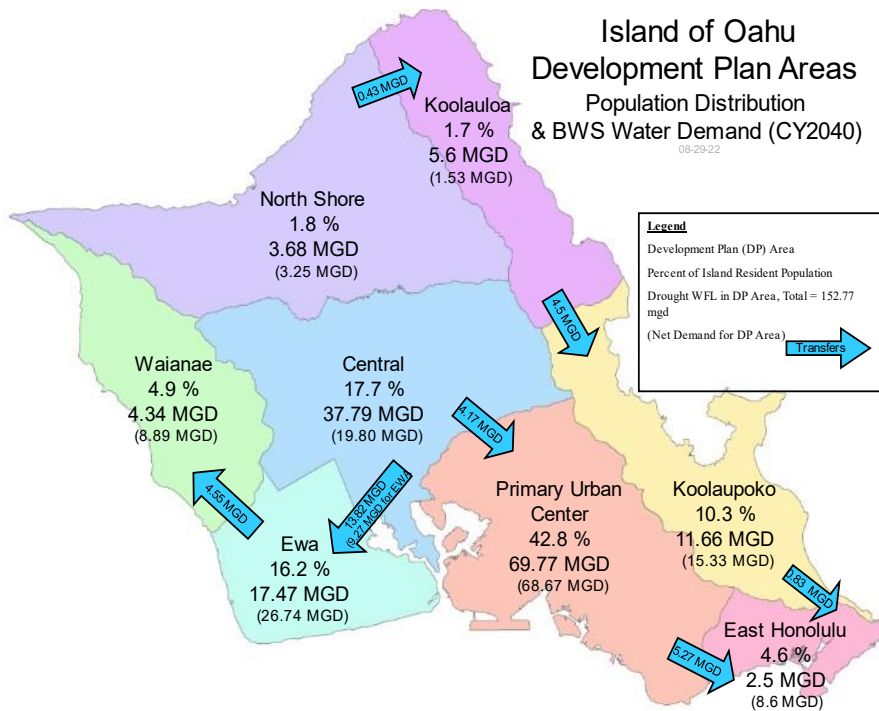 Island of Oahu
Development Plan Areas
Population Distribution
& BWS Water Demand (CY2040)
08-29-22
0.43 MGD
Koolauloa
1.7 %
5.6 MGD
(1.53 MGD)
North Shore
1.8 %
3.68 MGD
(3.25 MGD)
Legend
Development Plan (DP) Area
Percent of Island Resident Population
Drought WFL in DP Area, Total = 152.77
mgd
(Net Demand for DP Area)
Transfers
4.5 MGD
Waianae
4.9 %
4.34 MGD
(8.89 MGD)
Central
17.7 %
37.79 MGD
(19.80 MGD)
4.17 MGD
4.55 MGD
13.82 MGD
(9.27 MGD for EWA
Ewa
16.2 %
17.47 MGD
(26.74 MGD)
Primary Urban
Center
42.8 %
69.77 MGD
(68.67 MGD)
Koolaupoko
10.3 %
11.66 MGD
(15.33 MGD)
0.83 MGD
5.27 MGD
East Honolulu
4.6 %
2.5 MGD
(8.6 MGD)